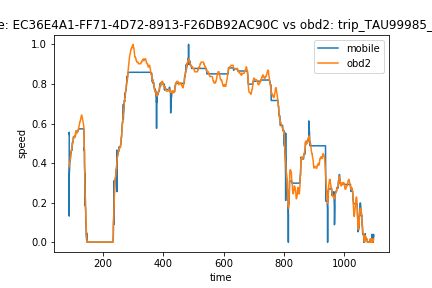 e: EC36E4A1-FF71-4D72-8913-F26DB92AC90C vs obd2: trip_TAU99985_
mobile
obd2
1.0
0.8
0.6
0.4
0.2
0.0
speed
200 400 600 800 1000
time